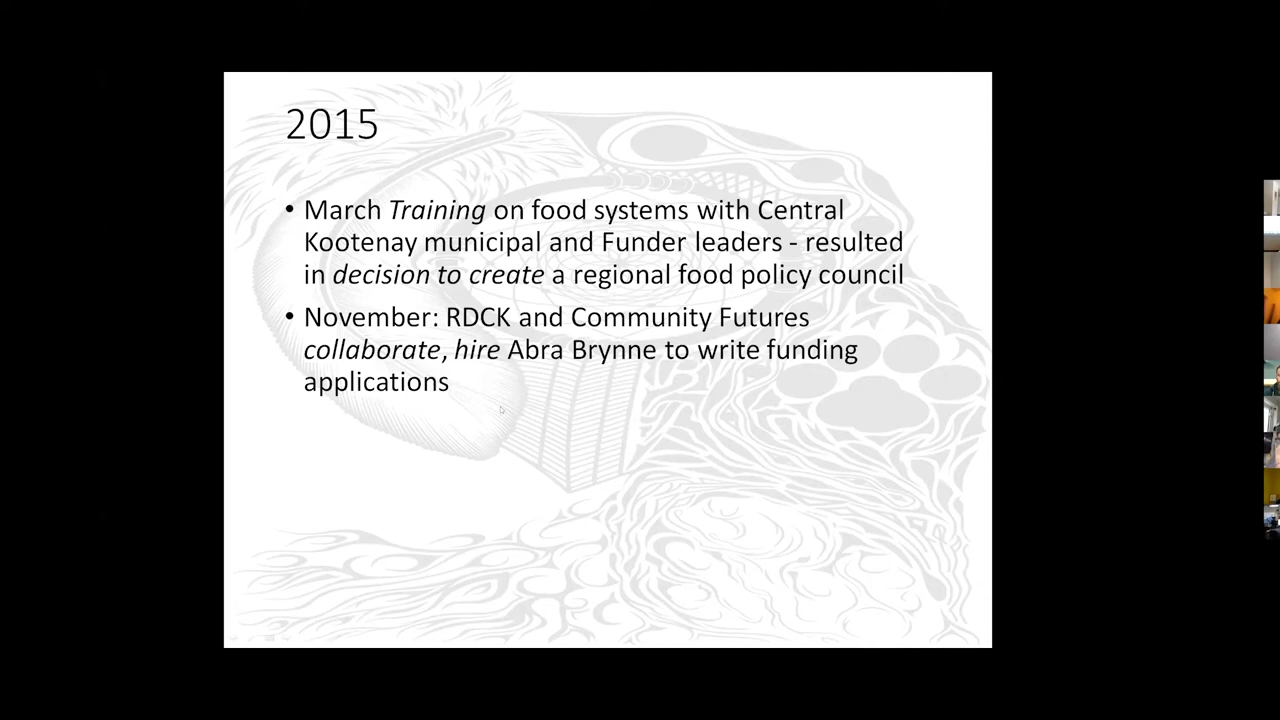 2015
• March Training on food systems with Central
Kootenay municipal and Funder leaders - resulted
in decision to create a regional food policy council
• November: RDCK and Community Futures
collaborate, hire Abra Brynne to write funding
applications